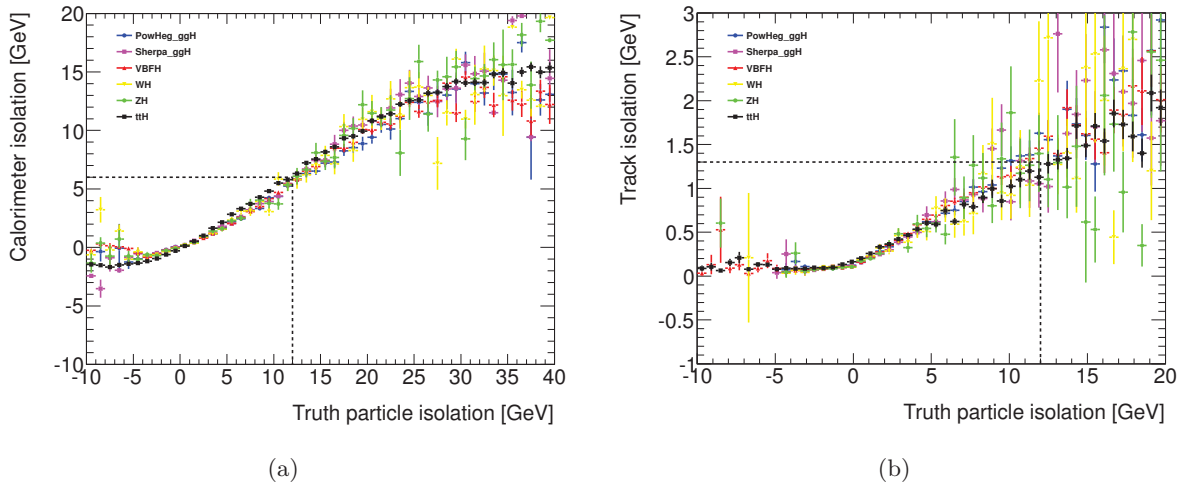 Calorimeter isolation [GeV]
20
15
10
5
0
-5
-10
PowHeg_ggH
Sherpa_ggH
VBFH
WH
ZH
ttH
-10 -5 0 5 10 15 20 25 30 35 40
Truth particle isolation [GeV]
(a)
Track isolation [GeV]
3
2.5
2
1.5
1
0.5
0
-0.5
-1
PowHeg_ggH
Sherpa_ggH
VBFH
WH
ZH
ttH
-10 -5 0 5 10 15 20
Truth particle isolation [GeV]
(b)